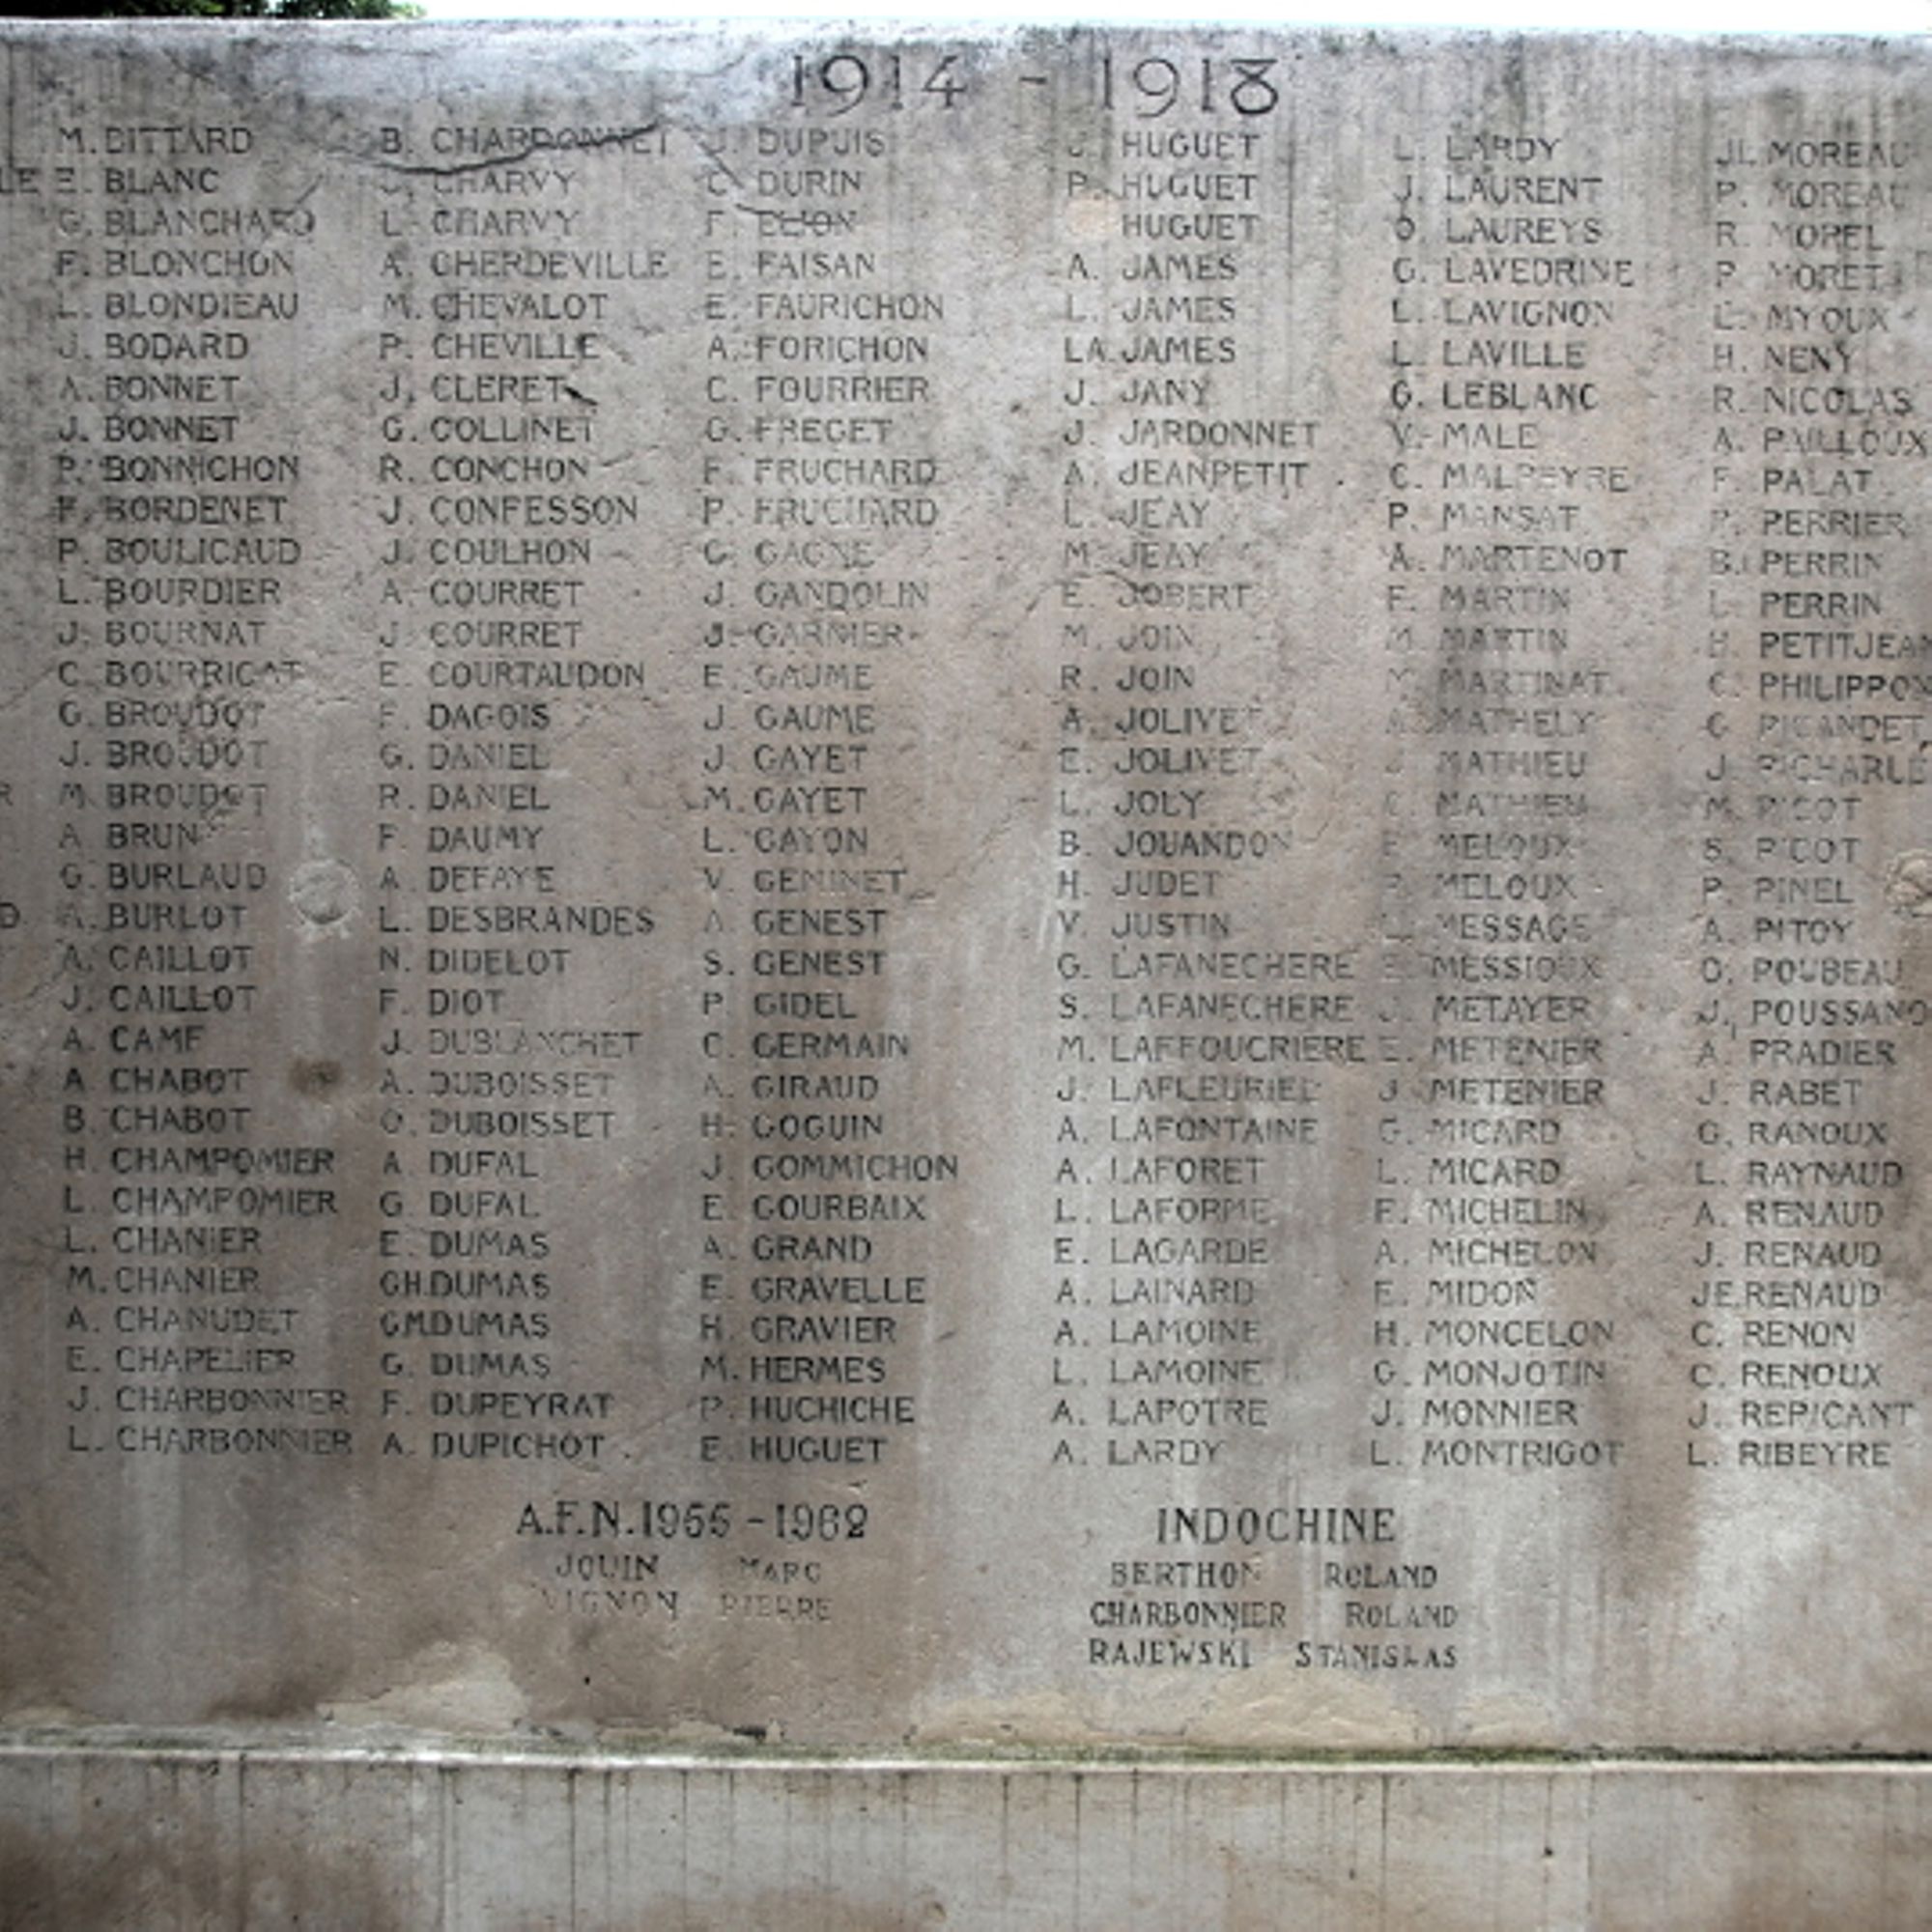 1914 - 1918
M. BITTARD B. CHARDONNET J. DUPUIS J. HUGUET L. LARDY JL. MOREAU
E. BLANC CHARVY C. DURIN P. HUGUET J. LAURENT P. MOREAU
G. BLANCHARD L. CHARVY F. ELION HUGUET O. LAUREYS R. MOREL
F. BLONCHON A. CHERDEVILLE E. FAISAN A. JAMES G. LAVEDRINE P. MORET
L. BLONDIEAU M. CHEVALOT E. FAURICHON L. JAMES L. LAVIGNON MYOUX
J. BODARD P. CHEVILLE A. FORICHON LA. JAMES L. LAVILLE H. NENY
A. BONNET J. CLERET C. FOURRIER J. JANY G. LEBLANC R. NICOLAS
J. BONNET G. COLLINET G. FREGET J. JARDONNET V. MALE A. PAILLOUX
P. BONNICHON R. CONCHON F. FRUCHARD A. JEANPETIT C. MALPEYRE F. PALAT
F. BORDENET J. CONFESSON P. FRUCHARD L. JEAY P. MANSAT PERRIER
P. BOULICAUD J. COULHON G. GAGNE M. JEAY A. MARTENOT B. PERRIN
L. BOURDIER A. COURRET J. GANDOLIN E. JOBERT F. MARTIN L. PERRIN
J. BOURNAT J. COURRET J. GARNIER M. JOIN M. MARTIN PETITJEAN
C. BOURRICAT E. COURTAUDON E. GAUME R. JOIN MARTINAT C. PHILIPPON
G. BROUDOT F. DAGOIS J. GAUME A. JOLIVET MATHELY G. PICANDET
J. BROUDOT G. DANIEL J. GAYET E. JOLIVET MATHIEU J.
M. BROUDOT R. DANIEL M. GAYET L. JOLY MATHIEU M. PICOT
A. BRUN F. DAUMY L. GAYON B. JOUANDON MELOUX S. PICOT
G. BURLAUD A. DEFAYE V. GENINET H. JUDET MELOUX P. PINEL
A. BURLOT L. DESBRANDES A. GENEST V. JUSTIN L. MESSAGE A. PITOY
A. CAILLOT N. DIDELOT S. GENEST G. LAFANECHERE E. MESSIOUX O. POUBEAU
J. CAILLOT F. DIOT P. GIDEL S. LAFANECHERE J. METAYER J. POUSSANG
A. CAME J. DUBLANCHET C. GERMAIN M. LAFFOUCRIERE E. METENIER A. PRADIER
A. CHABOT A. DUBOISSET A. GIRAUD J. LAFLEURIEL J. METENIER J. RABET
B. CHABOT O. DUBOISSET H. GOGUIN A. LAFONTAINE G. MICARD G. RANOUX
H. CHAMPOMIER A. DUFAL J. GOMMICHON A. LAFORET L. MICARD L. RAYNAUD
L. CHAMPOMIER G. DUFAL E. GOURBAIX L. LAFORME F. MICHELIN A. RENAUD
L. CHANIER E. DUMAS A. GRAND E. LAGARDE A. MICHELON J. RENAUD
M. CHANIER GH. DUMAS E. GRAVELLE A. LAINARD E. MIDON JE. RENAUD
A. CHANUDET GM. DUMAS H. GRAVIER A. LAMOINE H. MONCELON C. RENON
E. CHAPELIER G. DUMAS M. HERMES L. LAMOINE G. MONJOTIN C. RENOUX
J. CHARBONNIER F. DUPEYRAT P. HUCHICHE A. LAPOTRE J. MONNIER J. REPICANT
L. CHARBONNIER A. DUPICHOT E. HUGUET A. LARDY L. MONTRIGOT L. RIBEYRE
A.F.N. 1955 - 1962 INDOCHINE
JOUIN MARC BERTHON ROLAND
VIGNON PIERRE CHARBONNIER ROLAND
RAJEWSKI STANISLAS